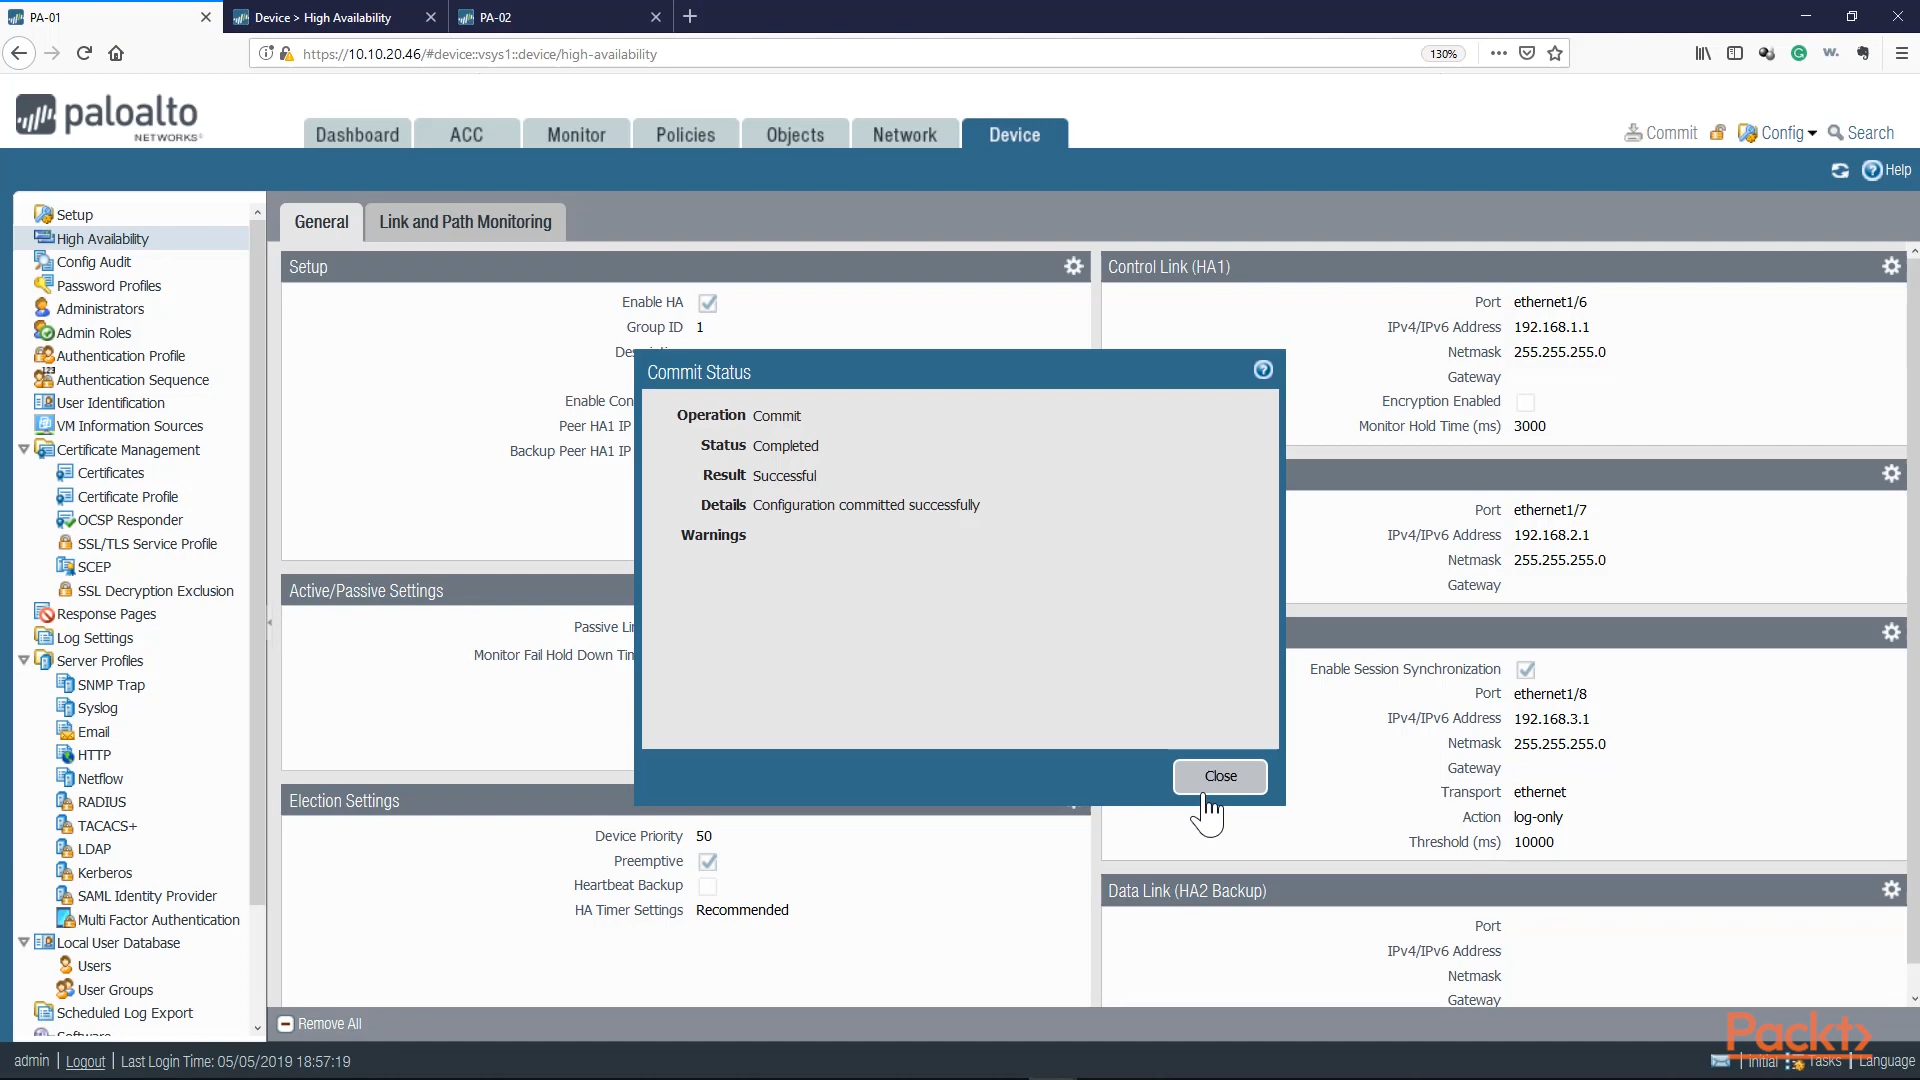 PA-01
Device > High Availability
PA-02
https://10.10.20.46/#device::vsys1::device/high-availability
130%
paloalto
NETWORKS
Dashboard
ACC
Monitor
Policies
Objects
Network
Device
Commit
Config
Search
Help
Setup
High Availability
Config Audit
Password Profiles
Administrators
Admin Roles
Authentication Profile
Authentication Sequence
User Identification
VM Information Sources
Certificate Management
Certificates
Certificate Profile
OCSP Responder
SSL/TLS Service Profile
SCEP
SSL Decryption Exclusion
Response Pages
Log Settings
Server Profiles
SNMP Trap
Syslog
Email
HTTP
Netflow
RADIUS
TACACS+
LDAP
Kerberos
SAML Identity Provider
Multi Factor Authentication
Local User Database
Users
User Groups
Scheduled Log Export
General
Link and Path Monitoring
Setup
Enable HA
Group ID 1
Enable Con
Peer HA1 IP
Backup Peer HA1 IP
Active/Passive Settings
Passive Lin
Monitor Fail Hold Down Tim
Election Settings
Device Priority 50
Preemptive
Heartbeat Backup
HA Timer Settings Recommended
Commit Status
Operation Commit
Status Completed
Result Successful
Details Configuration committed successfully
Warnings
Close
Control Link (HA1)
Port ethernet1/6
IPv4/IPv6 Address 192.168.1.1
Netmask 255.255.255.0
Gateway
Encryption Enabled
Monitor Hold Time (ms) 3000
Port ethernet1/7
IPv4/IPv6 Address 192.168.2.1
Netmask 255.255.255.0
Gateway
Enable Session Synchronization
Port ethernet1/8
IPv4/IPv6 Address 192.168.3.1
Netmask 255.255.255.0
Gateway
Transport ethernet
Action log-only
Threshold (ms) 10000
Data Link (HA2 Backup)
Port
IPv4/IPv6 Address
Netmask
Gateway
Remove All
admin | Logout | Last Login Time: 05/05/2019 18:57:19
Packt>
| Initial Tasks | Language